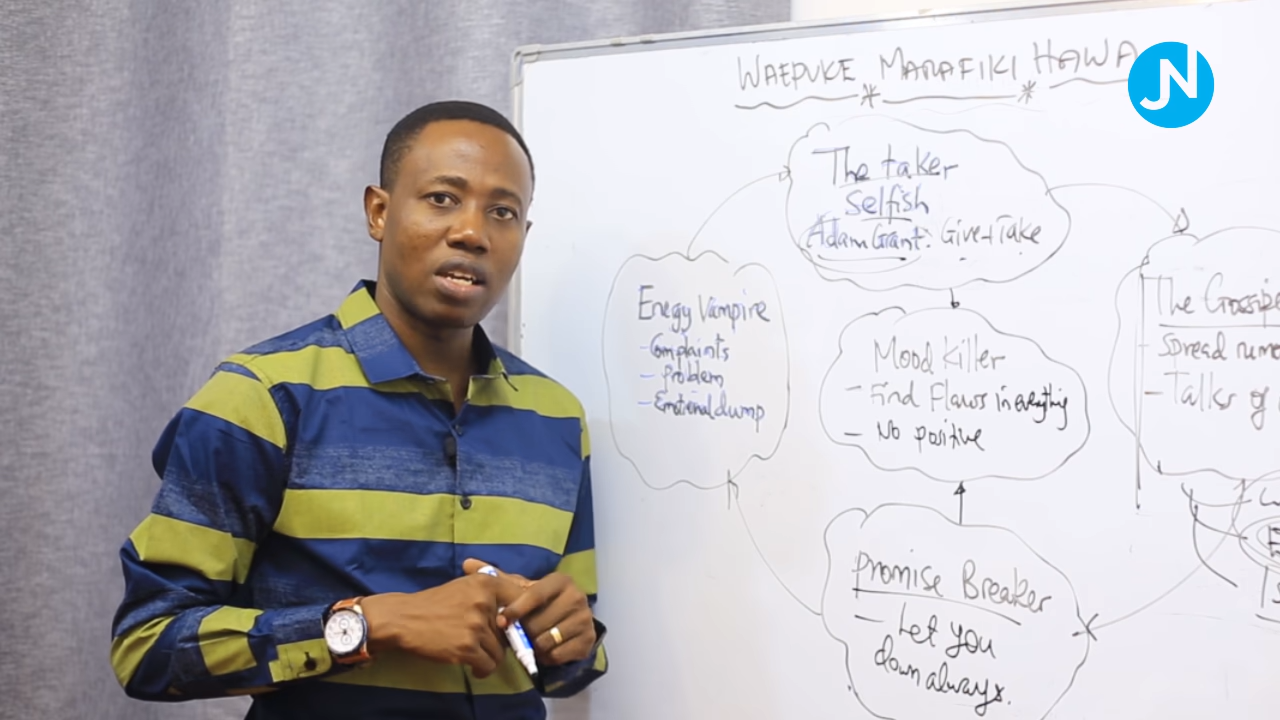 WAEPUKE MARAFIKI HAWA
JN
The taker
Selfish
Adam Grant: Give + Take
Enegy Vampire
- Complaints
- Problem
- Emotional dump
Mood Killer
- Find Flaws in everything
- No positive
The Gossipe
- Spread rumo
- Talks of
Promise Breaker
- Let you
down always.